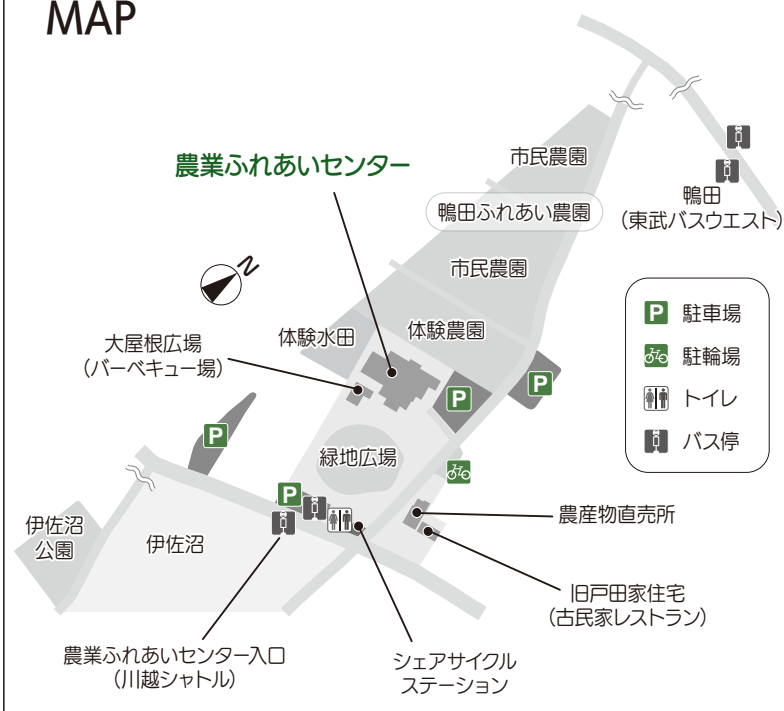 MAP
農業ふれあいセンター
市民農園
鴨田ふれあい農園
鴨田
(東武バスウエスト)
市民農園
N
大屋根広場
(バーベキュー場)
体験水田
体験農園
P 駐車場
駐輪場
トイレ
バス停
P
P
P
緑地広場
P
伊佐沼
公園
伊佐沼
農産物直売所
旧戸田家住宅
(古民家レストラン)
農業ふれあいセンター入口
(川越シャトル)
シェアサイクル
ステーション